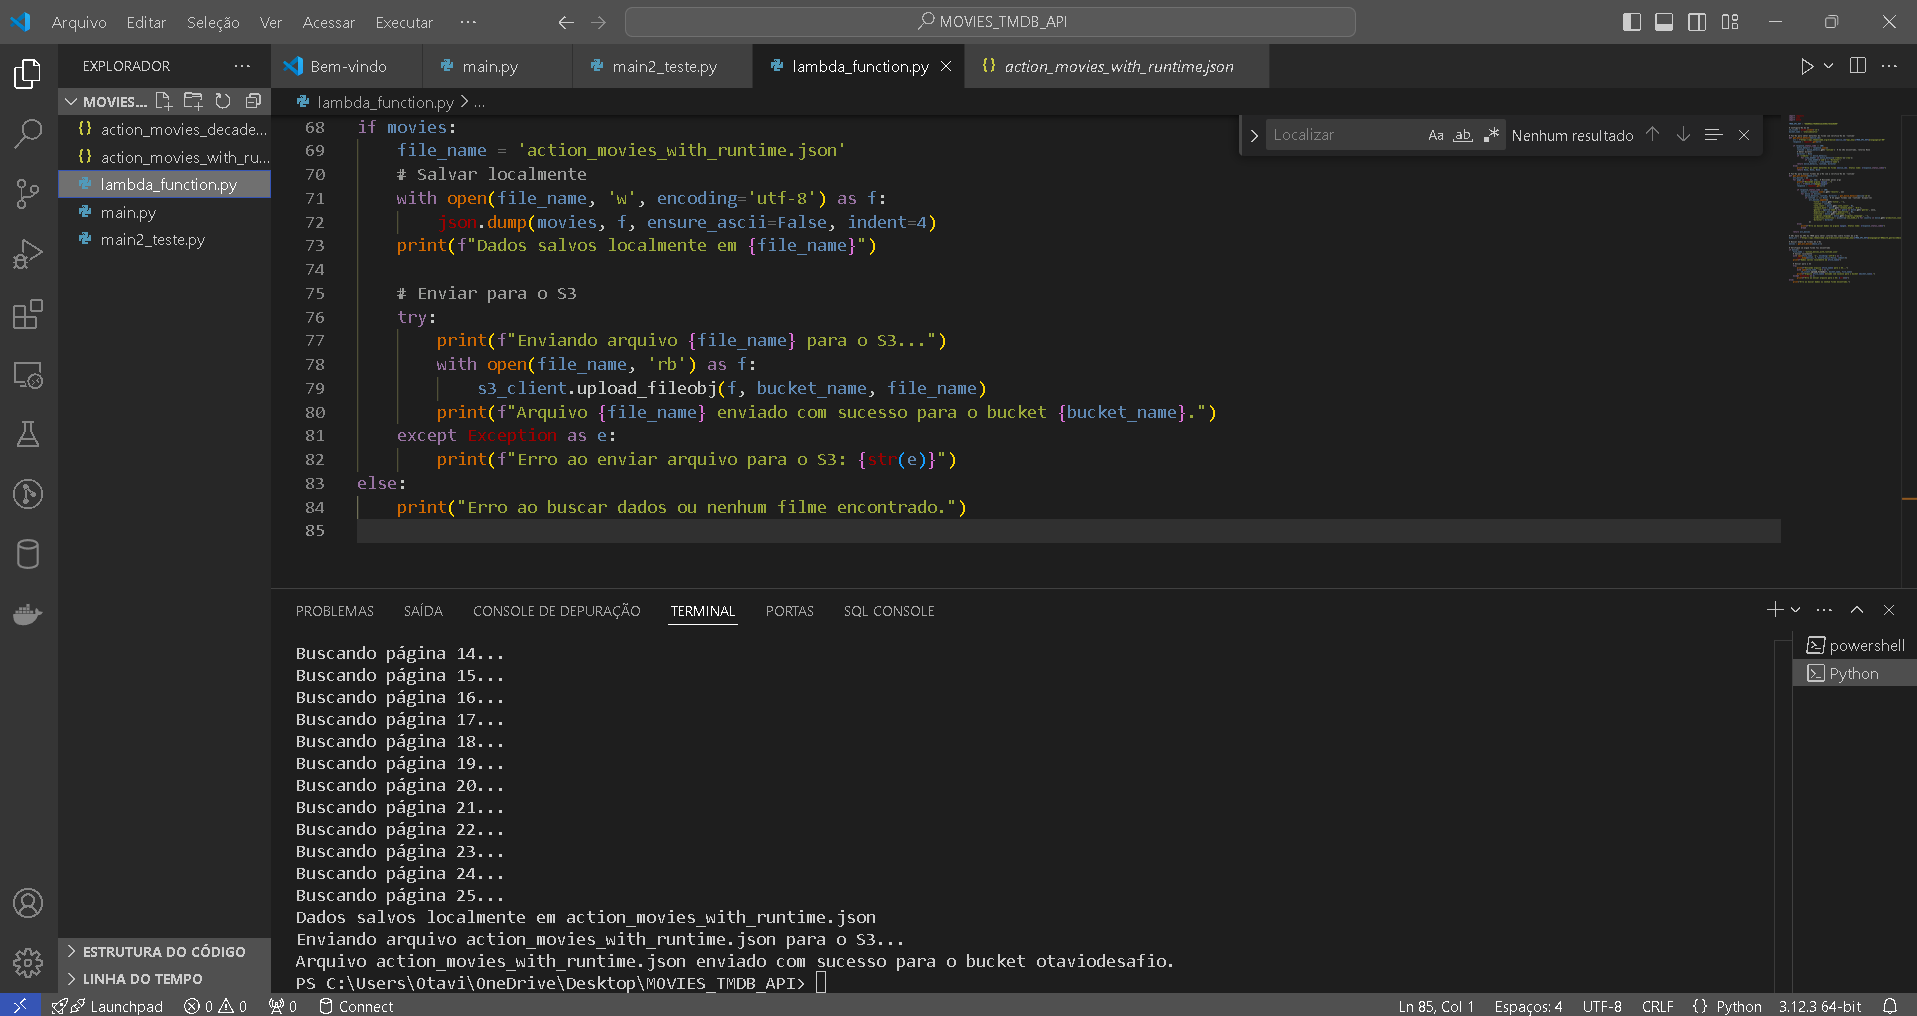 Arquivo Editar Seleção Ver Acessar Executar ...
MOVIES_TMDB_API
EXPLORADOR ...
Bem-vindo
main.py
main2_teste.py
lambda_function.py
{} action_movies_with_runtime.json
MOVIES...
{} action_movies_decade...
{} action_movies_with_ru...
lambda_function.py
main.py
main2_teste.py
ESTRUTURA DO CÓDIGO
LINHA DO TEMPO
lambda_function.py > ...
Localizar Aa ab Nenhum resultado
68 if movies:
69 file_name = 'action_movies_with_runtime.json'
70 # Salvar localmente
71 with open(file_name, 'w', encoding='utf-8') as f:
72 json.dump(movies, f, ensure_ascii=False, indent=4)
73 print(f"Dados salvos localmente em {file_name}")
74
75 # Enviar para o S3
76 try:
77 print(f"Enviando arquivo {file_name} para o S3...")
78 with open(file_name, 'rb') as f:
79 s3_client.upload_fileobj(f, bucket_name, file_name)
80 print(f"Arquivo {file_name} enviado com sucesso para o bucket {bucket_name}.")
81 except Exception as e:
82 print(f"Erro ao enviar arquivo para o S3: {str(e)}")
83 else:
84 print("Erro ao buscar dados ou nenhum filme encontrado.")
85
PROBLEMAS SAÍDA CONSOLE DE DEPURAÇÃO TERMINAL PORTAS SQL CONSOLE
powershell
Python
Buscando página 14...
Buscando página 15...
Buscando página 16...
Buscando página 17...
Buscando página 18...
Buscando página 19...
Buscando página 20...
Buscando página 21...
Buscando página 22...
Buscando página 23...
Buscando página 24...
Buscando página 25...
Dados salvos localmente em action_movies_with_runtime.json
Enviando arquivo action_movies_with_runtime.json para o S3...
Arquivo action_movies_with_runtime.json enviado com sucesso para o bucket otaviodesafio.
PS C:\Users\Otavi\OneDrive\Desktop\MOVIES_TMDB_API>
Launchpad 0 0 0 Connect Ln 85, Col 1 Espaços: 4 UTF-8 CRLF {} Python 3.12.3 64-bit